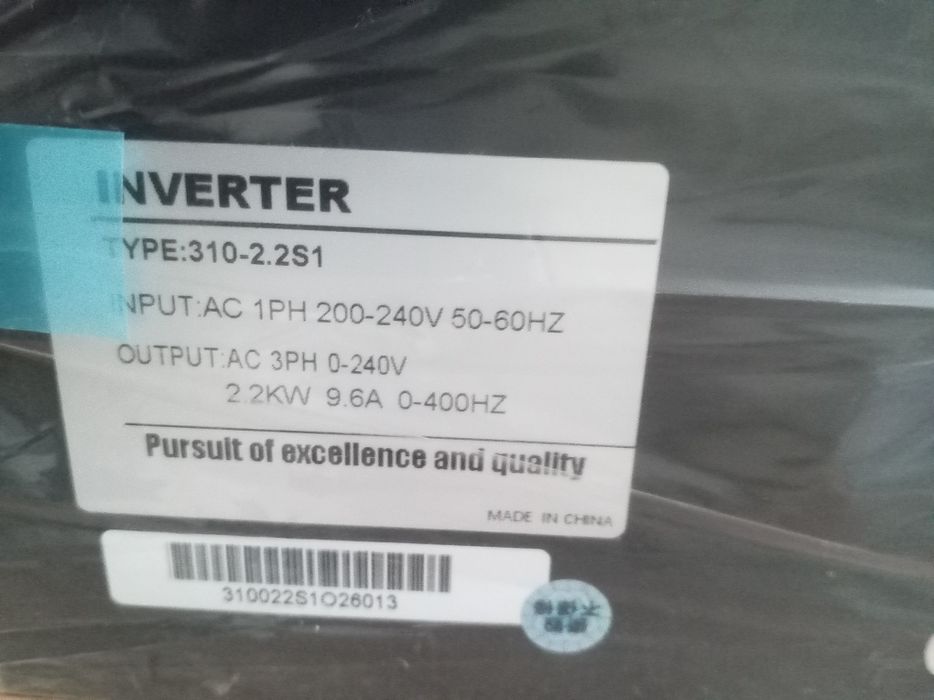 INVERTER
TYPE:310-2.2S1
INPUT:AC 1PH 200-240V 50-60HZ
OUTPUT:AC 3PH 0-240V
2.2KW 9.6A 0-400HZ
Pursuit of excellence and quality
MADE IN CHINA
310022S1O26013